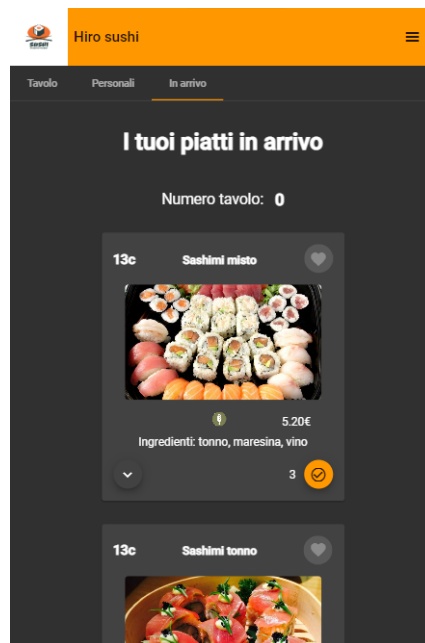 SUSHI
Hiro sushi
Tavolo Personali In arrivo
I tuoi piatti in arrivo
Numero tavolo: 0
13c Sashimi misto
5.20€
Ingredienti: tonno, maresina, vino
3
13c Sashimi tonno